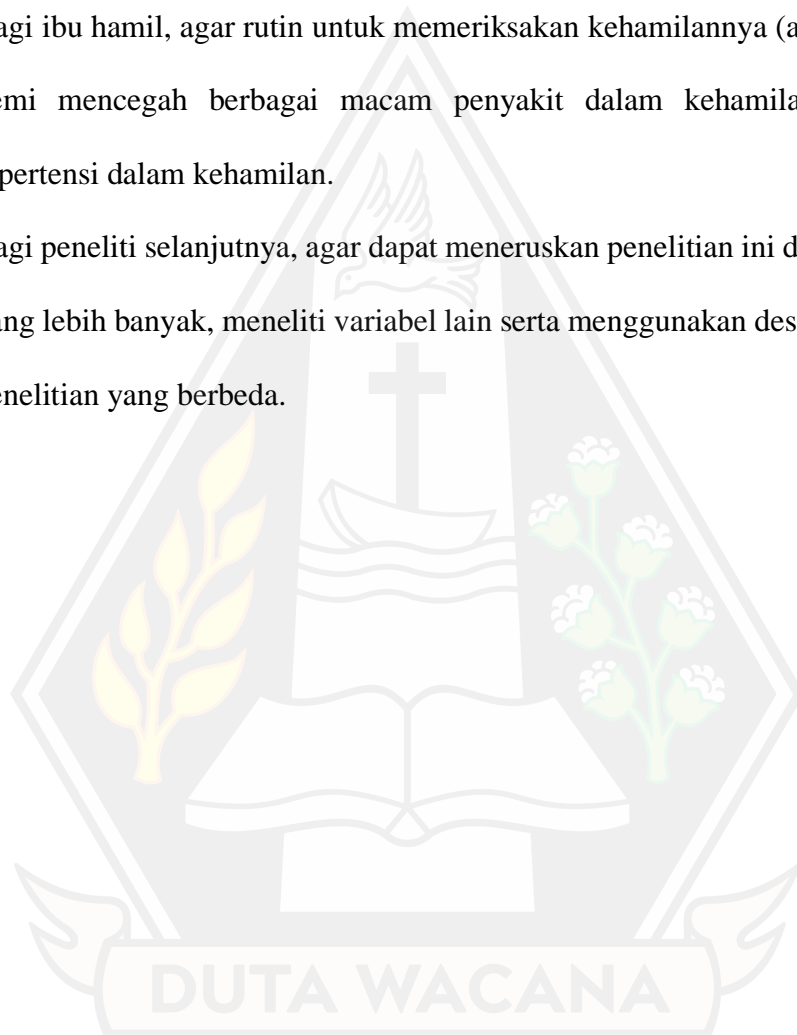 agi ibu hamil, agar rutin untuk memeriksakan kehamilannya (a
emi mencegah berbagai macam penyakit dalam kehamila
pertensi dalam kehamilan.
agi peneliti selanjutnya, agar dapat meneruskan penelitian ini d
ang lebih banyak, meneliti variabel lain serta menggunakan des
enelitian yang berbeda.
DUTA WACANA